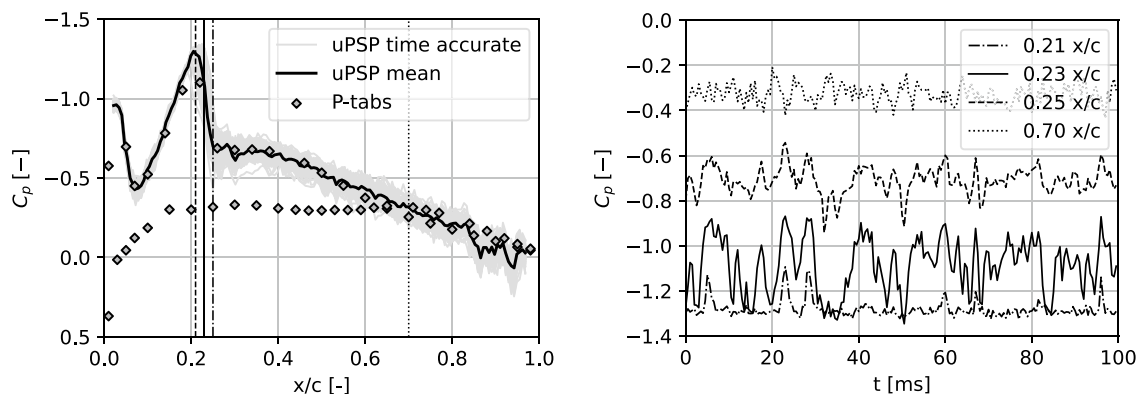 −1.5
−1.0
−0.5
0.0
0.5
C_p [−]
uPSP time accurate
uPSP mean
P-tabs
0.0 0.2 0.4 0.6 0.8 1.0
x/c [-]
0.0
−0.2
−0.4
−0.6
−0.8
−1.0
−1.2
−1.4
C_p [−]
0.21 x/c
0.23 x/c
0.25 x/c
0.70 x/c
0 20 40 60 80 100
t [ms]